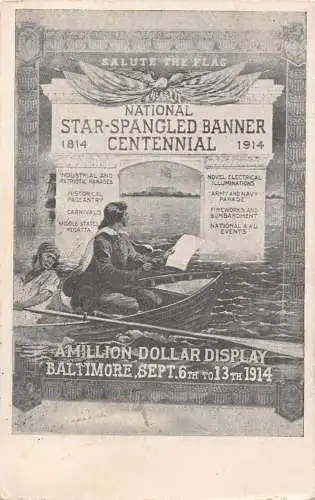 SALUTE THE FLAG
NATIONAL
STAR-SPANGLED BANNER
1814 CENTENNIAL 1914
INDUSTRIAL AND
PATRIOTIC PARADES
HISTORICAL
PAGEANTRY
CARNIVALS
MIDDLE STATES
REGATTA
NOVEL ELECTRICAL
ILLUMINATIONS
ARMY AND NAVY
PARADE
FIREWORKS AND
BOMBARDMENT
NATIONAL A.A.U
EVENTS
A MILLION DOLLAR DISPLAY
BALTIMORE, SEPT. 6TH TO 13TH 1914